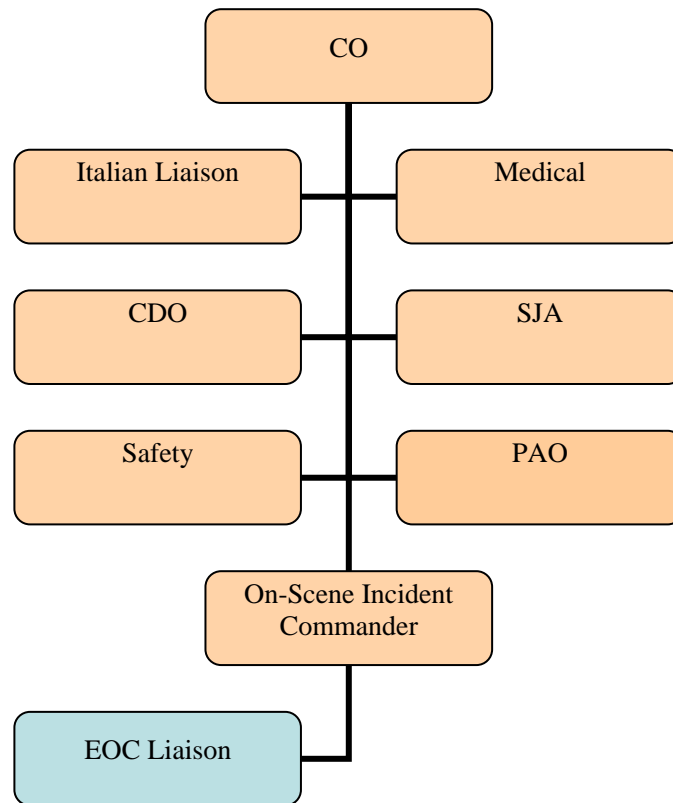 CO
Italian Liaison
Medical
CDO
SJA
Safety
PAO
On-Scene Incident
Commander
EOC Liaison